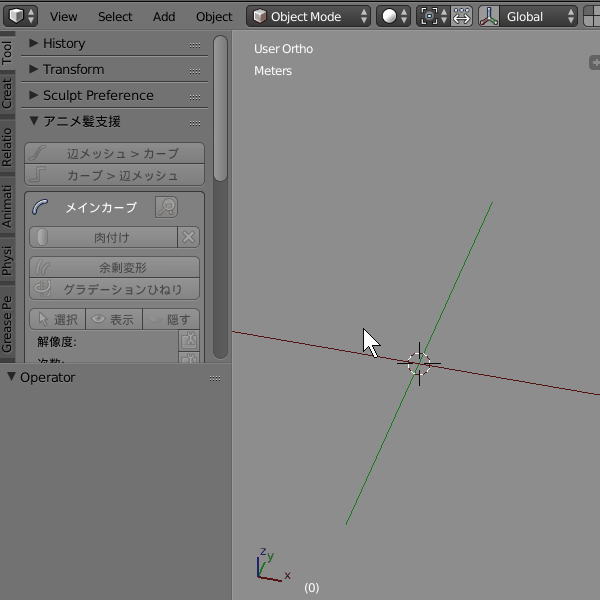 View Select Add Object Object Mode Global
Tool
Creat
Relatio
Animati
Physi
Grease Pe
History
Transform
Sculpt Preference
アニメ髪支援
辺メッシュ > カーブ
カーブ > 辺メッシュ
メインカーブ
肉付け
余剰変形
グラデーションひねり
選択 表示 隠す
解像度:
次数:
Operator
User Ortho
Meters
z
y
x
(0)